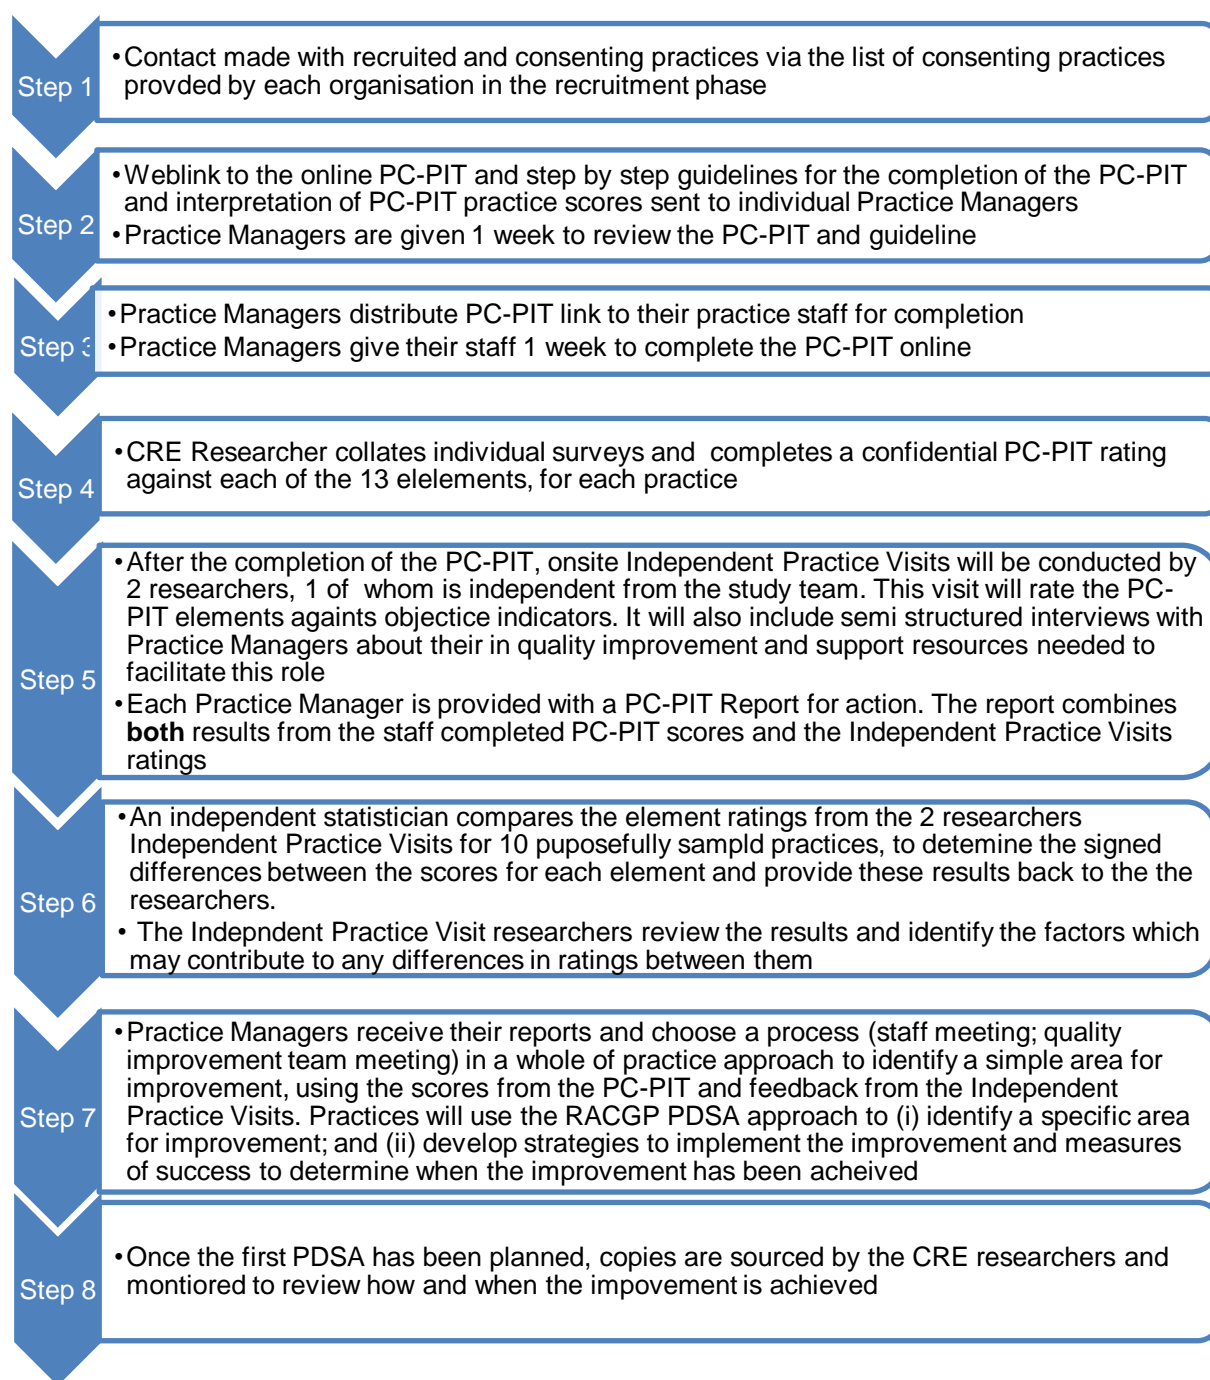 Step 1
•Contact made with recruited and consenting practices via the list of consenting practices
provded by each organisation in the recruitment phase
Step 2
•Weblink to the online PC-PIT and step by step guidelines for the completion of the PC-PIT
and interpretation of PC-PIT practice scores sent to individual Practice Managers
•Practice Managers are given 1 week to review the PC-PIT and guideline
Step 3
•Practice Managers distribute PC-PIT link to their practice staff for completion
•Practice Managers give their staff 1 week to complete the PC-PIT online
Step 4
•CRE Researcher collates individual surveys and completes a confidential PC-PIT rating
against each of the 13 elelements, for each practice
Step 5
•After the completion of the PC-PIT, onsite Independent Practice Visits will be conducted by
2 researchers, 1 of whom is independent from the study team. This visit will rate the PC-
PIT elements againts objectice indicators. It will also include semi structured interviews with
Practice Managers about their in quality improvement and support resources needed to
facilitate this role
•Each Practice Manager is provided with a PC-PIT Report for action. The report combines
both results from the staff completed PC-PIT scores and the Independent Practice Visits
ratings
Step 6
•An independent statistician compares the element ratings from the 2 researchers
Independent Practice Visits for 10 puposefully sampld practices, to detemine the signed
differences between the scores for each element and provide these results back to the the
researchers.
• The Indepndent Practice Visit researchers review the results and identify the factors which
may contribute to any differences in ratings between them
Step 7
•Practice Managers receive their reports and choose a process (staff meeting; quality
improvement team meeting) in a whole of practice approach to identify a simple area for
improvement, using the scores from the PC-PIT and feedback from the Independent
Practice Visits. Practices will use the RACGP PDSA approach to (i) identify a specific area
for improvement; and (ii) develop strategies to implement the improvement and measures
of success to determine when the improvement has been acheived
Step 8
•Once the first PDSA has been planned, copies are sourced by the CRE researchers and
montiored to review how and when the impovement is achieved